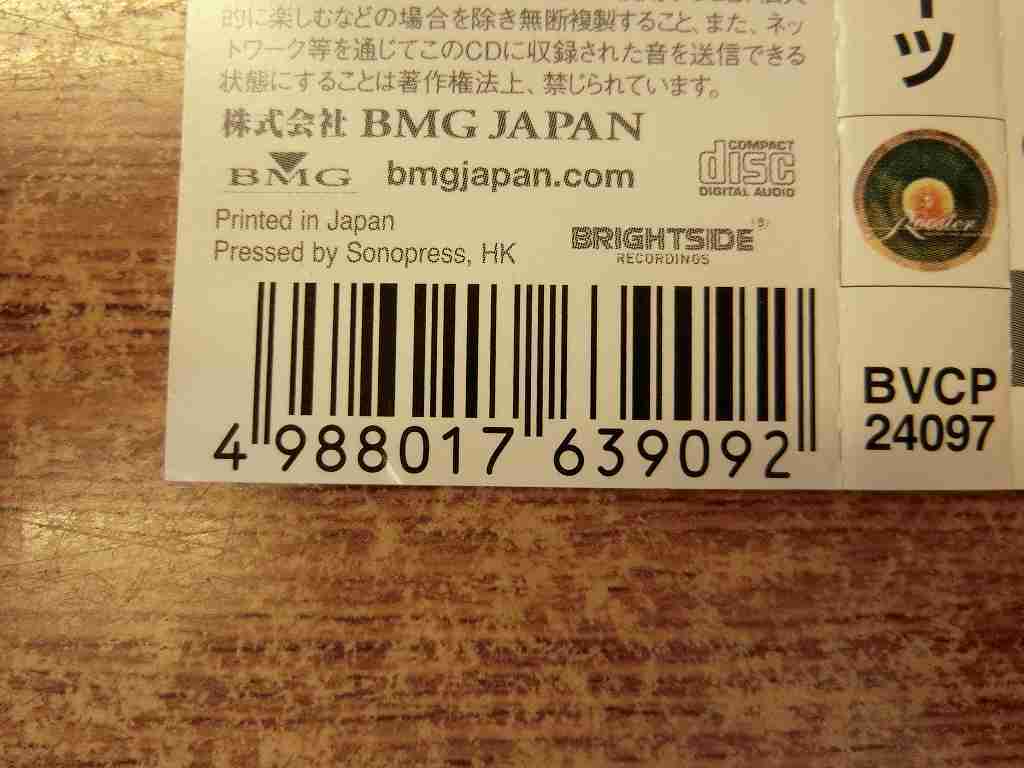 的に楽しむなどの場合を除き無断複製すること、また、ネッ
トワーク等を通じてこのCDに収録された音を送信できる
状態にすることは著作権法上、禁じられています。
株式会社 BMG JAPAN
BMG bmgjapan.com
COMPACT
disc
DIGITAL AUDIO
Printed in Japan
Pressed by Sonopress, HK
BRIGHTSIDE
RECORDINGS
4 988017 639092
ーツ
Rooster
BVCP
24097